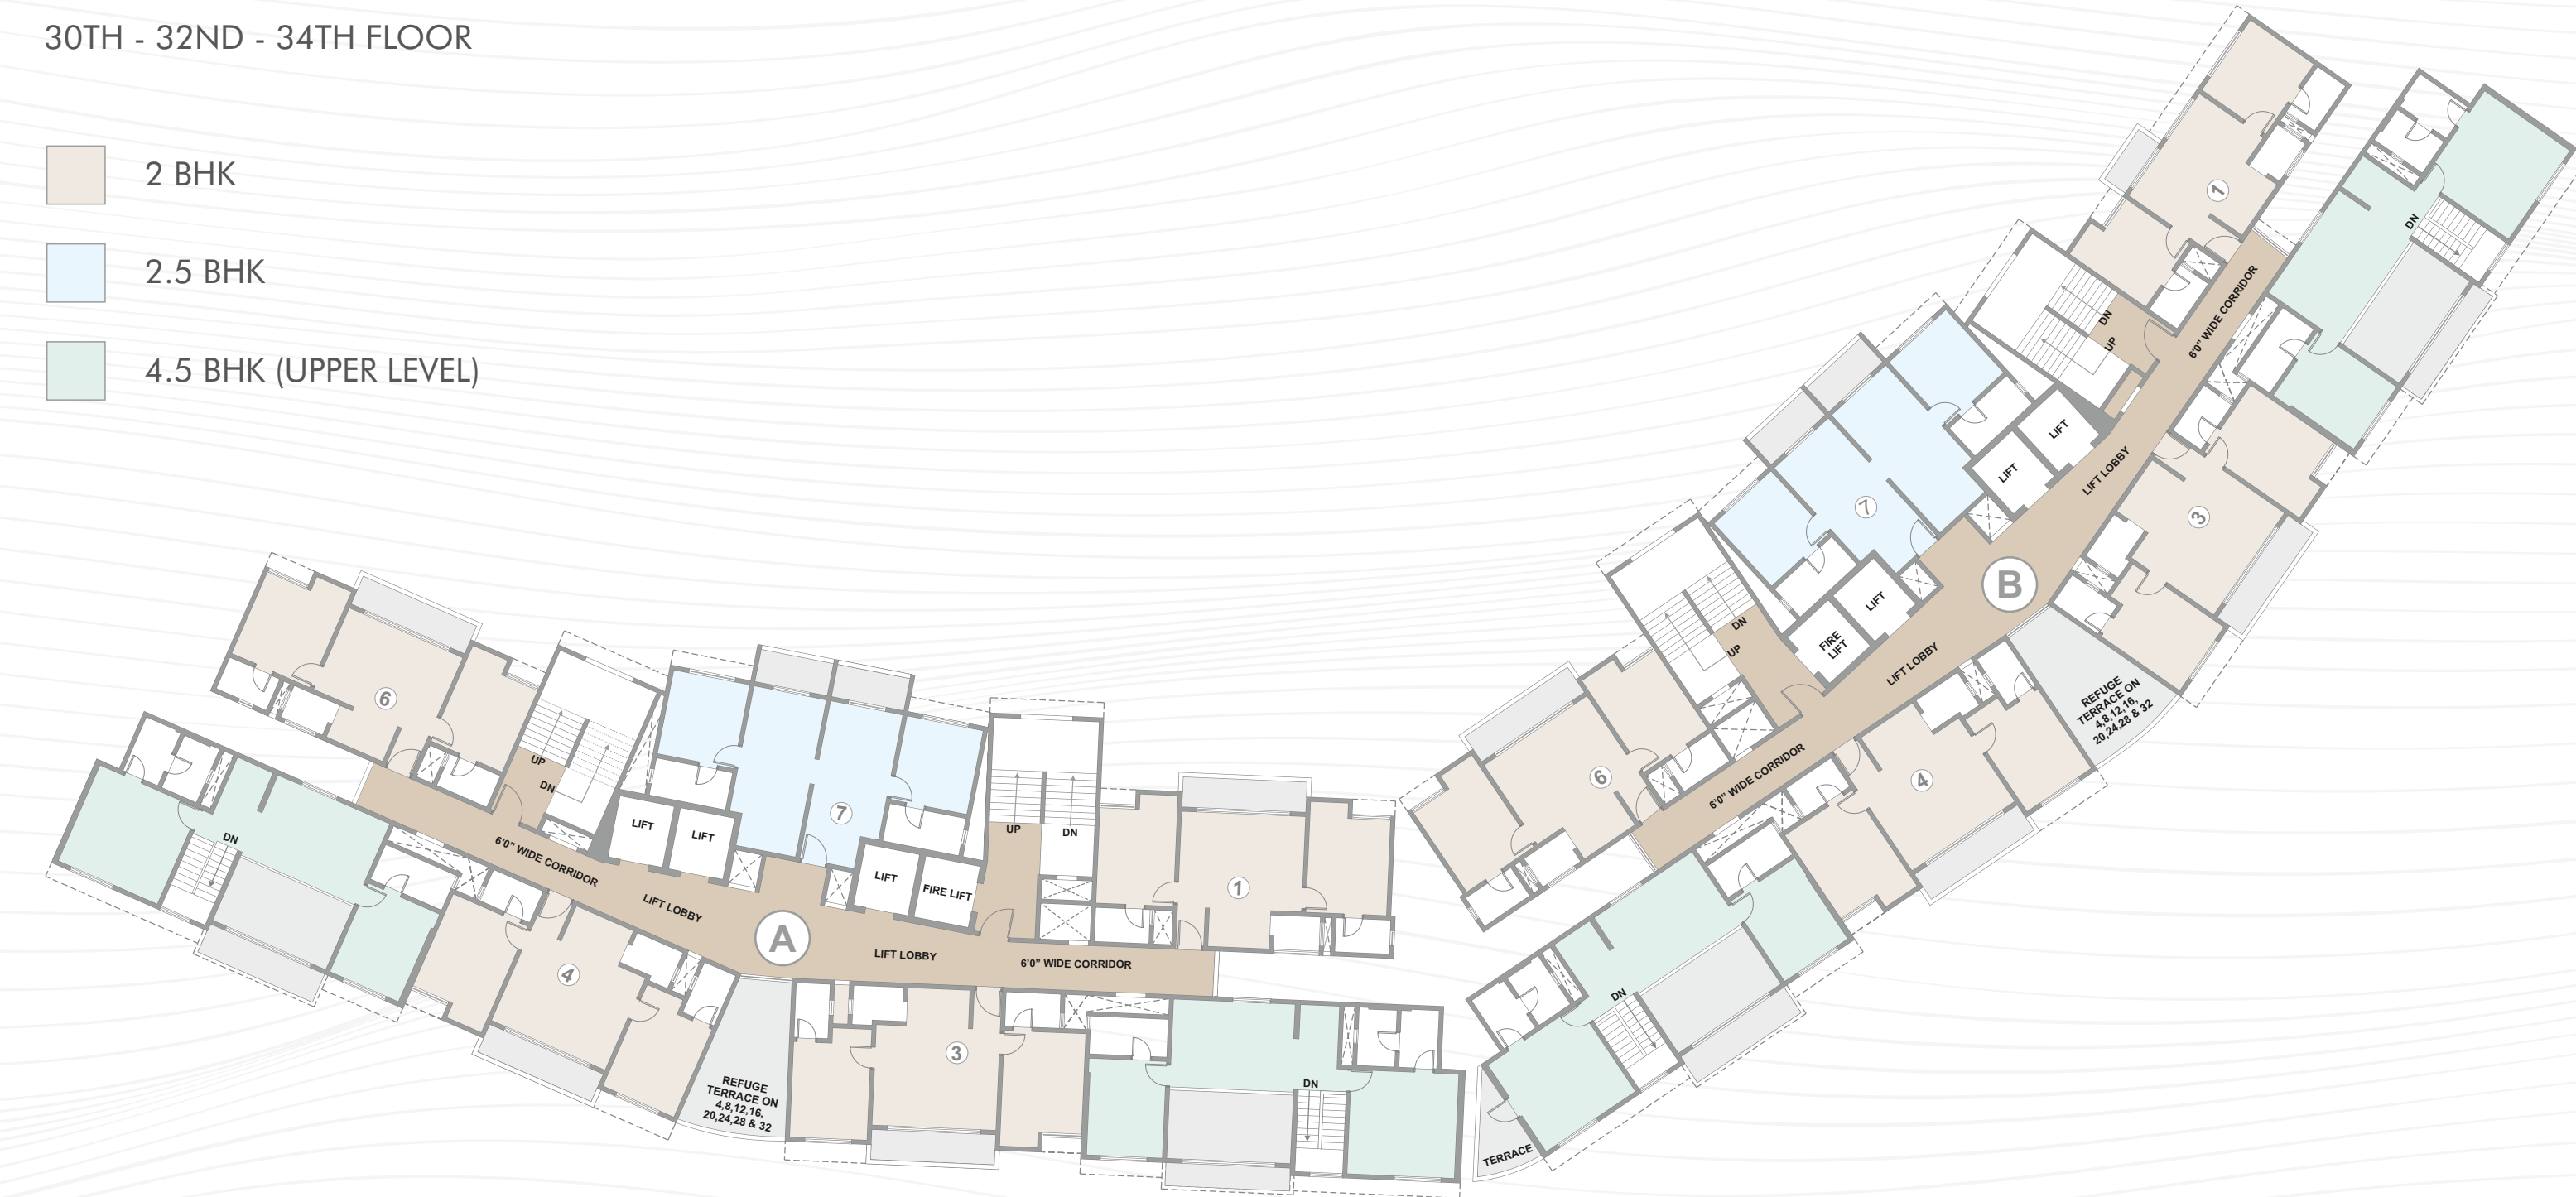 30TH - 32ND - 34TH FLOOR
2 BHK
2.5 BHK
4.5 BHK (UPPER LEVEL)
6
UP
DN
DN
6'0" WIDE CORRIDOR
LIFT
LIFT
LIFT LOBBY
7
LIFT
FIRE LIFT
UP
DN
1
A
LIFT LOBBY
6'0" WIDE CORRIDOR
4
REFUGE
TERRACE ON
4,8,12,16,
20,24,28 & 32
3
DN
1
DN
DN
UP
6'0" WIDE CORRIDOR
LIFT
LIFT
LIFT LOBBY
7
3
B
LIFT
FIRE
LIFT
DN
UP
LIFT LOBBY
REFUGE
TERRACE ON
4,8,12,16,
20,24,28 & 32
6
6'0" WIDE CORRIDOR
4
DN
TERRACE